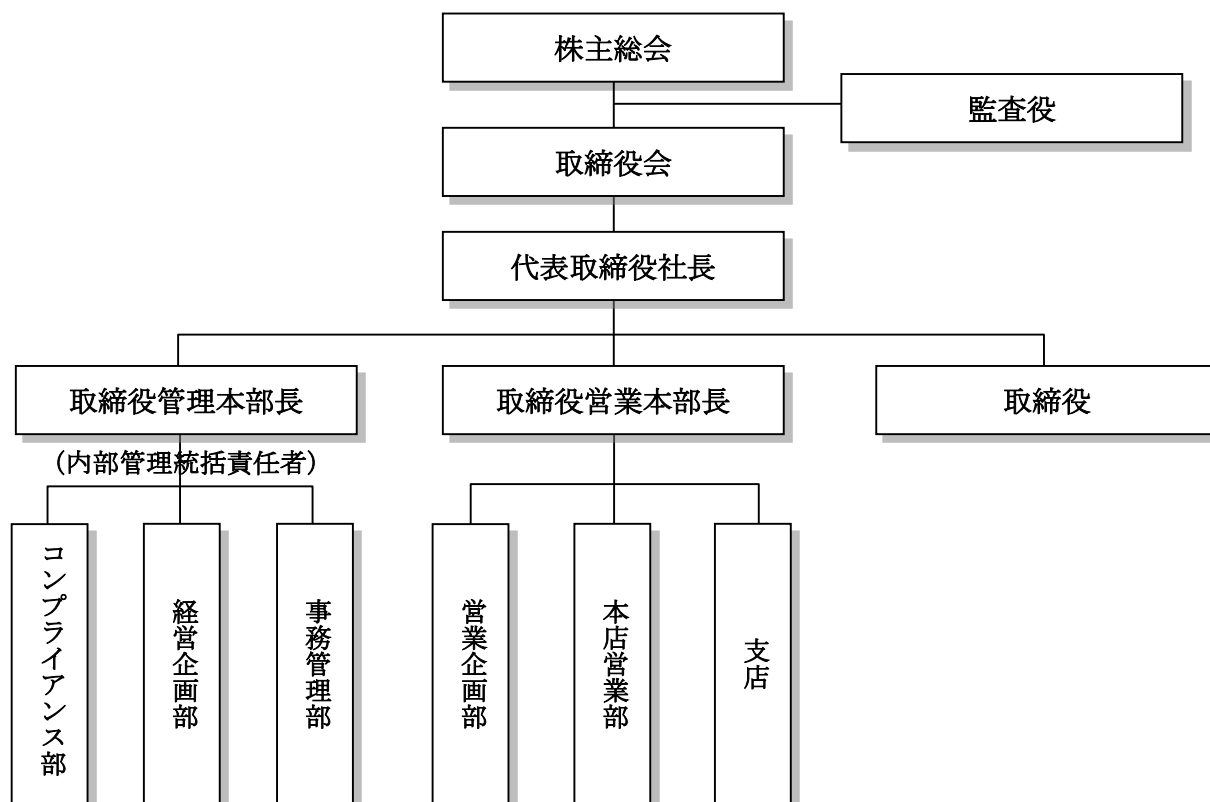 株主総会
監査役
取締役会
代表取締役社長
取締役管理本部長
取締役営業本部長
取締役
（内部管理統括責任者）
コンプライアンス部
経営企画部
事務管理部
営業企画部
本店営業部
支店